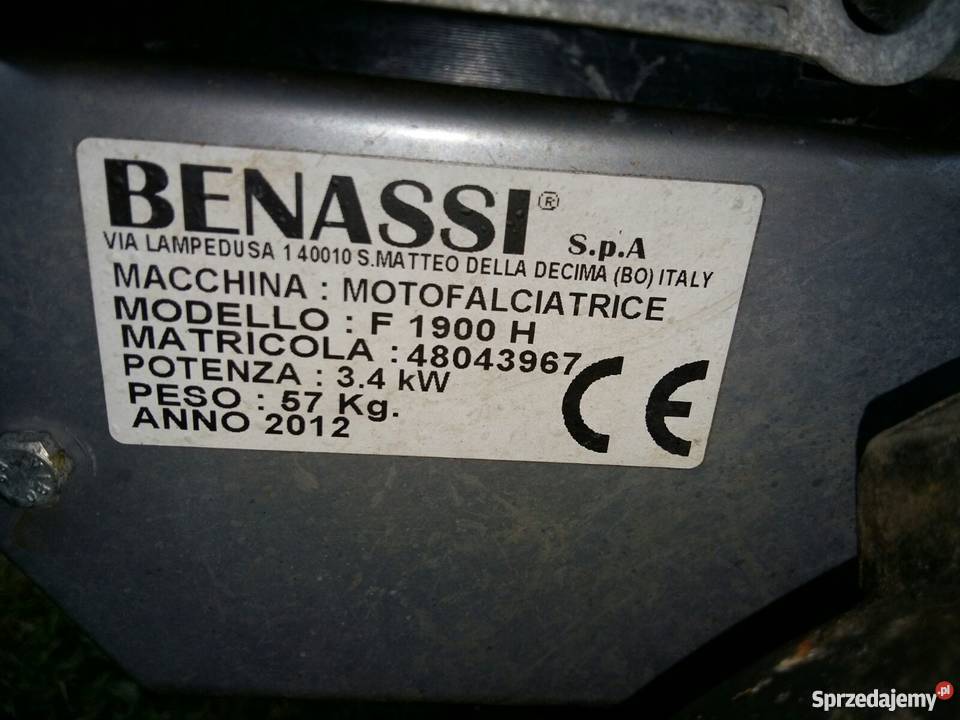 BENASSI® S.p.A
VIA LAMPEDUSA 1 40010 S.MATTEO DELLA DECIMA (BO) ITALY
MACCHINA : MOTOFALCIATRICE
MODELLO : F 1900 H
MATRICOLA : 48043967
POTENZA : 3.4 kW
PESO : 57 Kg.
ANNO 2012
CE
Sprzedajemy.pl